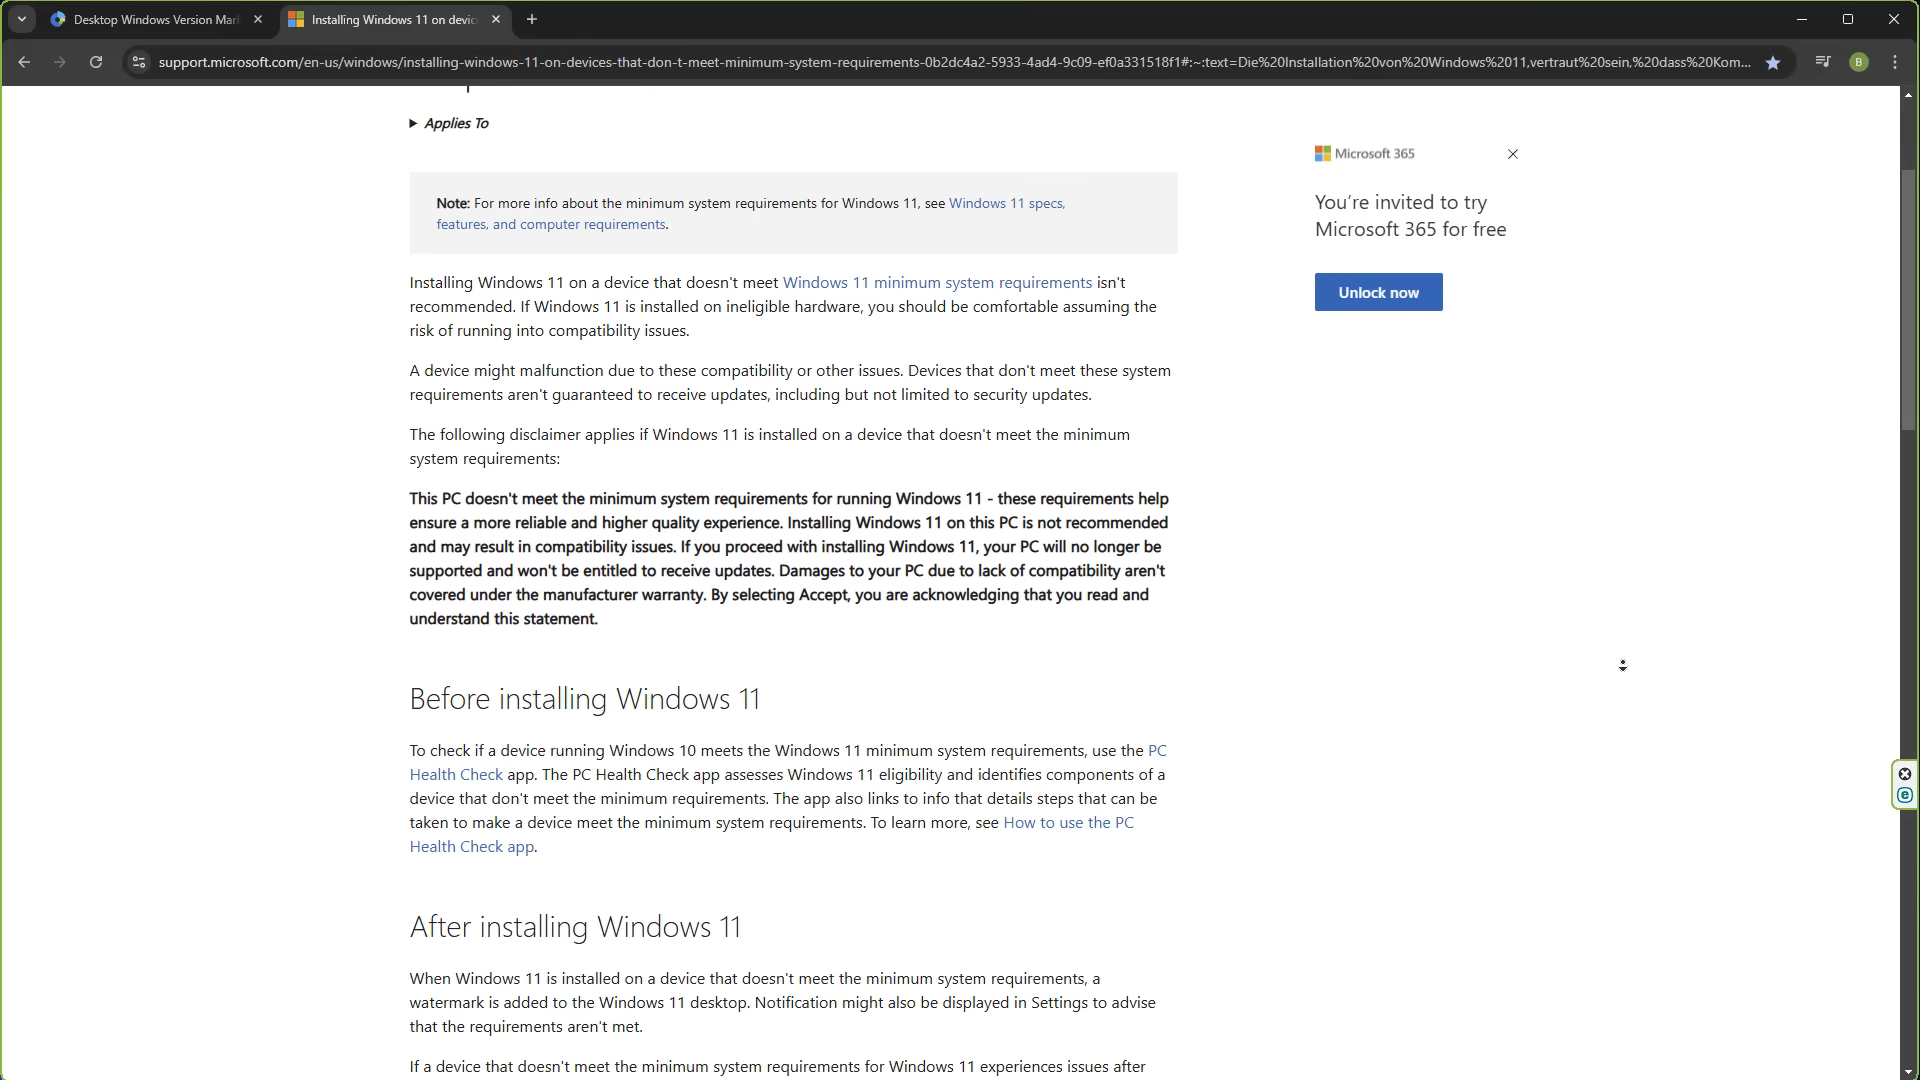 Desktop Windows Version Mar
Installing Windows 11 on devic
support.microsoft.com/en-us/windows/installing-windows-11-on-devices-that-don-t-meet-minimum-system-requirements-0b2dc4a2-5933-4ad4-9c09-ef0a331518f1#:~:text=Die%20Installation%20von%20Windows%2011,vertraut%20sein,%20dass%20Kom...
B
Applies To
Note: For more info about the minimum system requirements for Windows 11, see Windows 11 specs,
features, and computer requirements.
Installing Windows 11 on a device that doesn't meet Windows 11 minimum system requirements isn't
recommended. If Windows 11 is installed on ineligible hardware, you should be comfortable assuming the
risk of running into compatibility issues.
A device might malfunction due to these compatibility or other issues. Devices that don't meet these system
requirements aren't guaranteed to receive updates, including but not limited to security updates.
The following disclaimer applies if Windows 11 is installed on a device that doesn't meet the minimum
system requirements:
This PC doesn't meet the minimum system requirements for running Windows 11 - these requirements help
ensure a more reliable and higher quality experience. Installing Windows 11 on this PC is not recommended
and may result in compatibility issues. If you proceed with installing Windows 11, your PC will no longer be
supported and won't be entitled to receive updates. Damages to your PC due to lack of compatibility aren't
covered under the manufacturer warranty. By selecting Accept, you are acknowledging that you read and
understand this statement.
Before installing Windows 11
To check if a device running Windows 10 meets the Windows 11 minimum system requirements, use the PC
Health Check app. The PC Health Check app assesses Windows 11 eligibility and identifies components of a
device that don't meet the minimum requirements. The app also links to info that details steps that can be
taken to make a device meet the minimum system requirements. To learn more, see How to use the PC
Health Check app.
After installing Windows 11
When Windows 11 is installed on a device that doesn't meet the minimum system requirements, a
watermark is added to the Windows 11 desktop. Notification might also be displayed in Settings to advise
that the requirements aren't met.
If a device that doesn't meet the minimum system requirements for Windows 11 experiences issues after
Microsoft 365
You're invited to try
Microsoft 365 for free
Unlock now